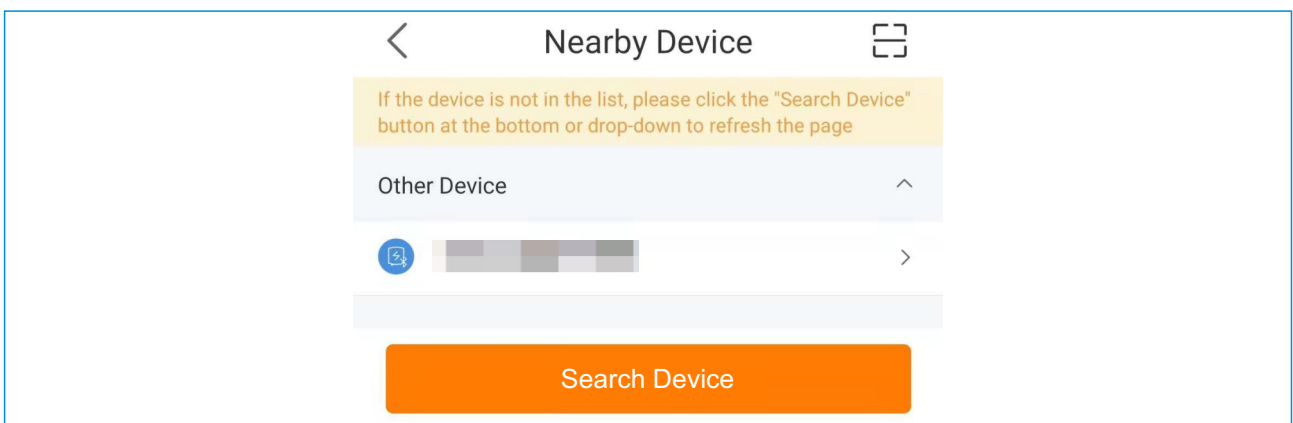 Nearby Device
If the device is not in the list, please click the "Search Device"
button at the bottom or drop-down to refresh the page
Other Device
Search Device